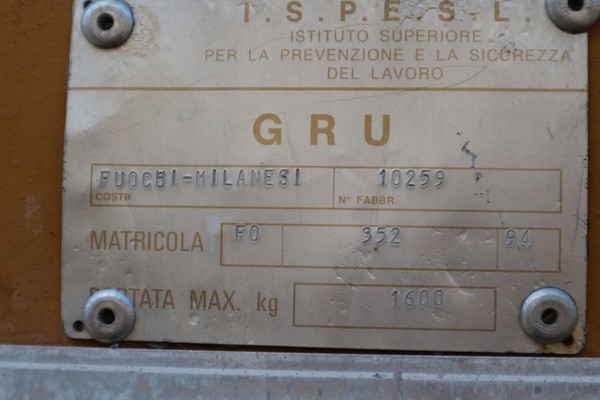 I.S.P.E.S.L.
ISTITUTO SUPERIORE
PER LA PREVENZIONE E LA SICUREZZA
DEL LAVORO
GRU
FUOCHI-MILANESI 10259
COSTR. N° FABBR.
MATRICOLA FO 352 94
PORTATA MAX. kg 1600